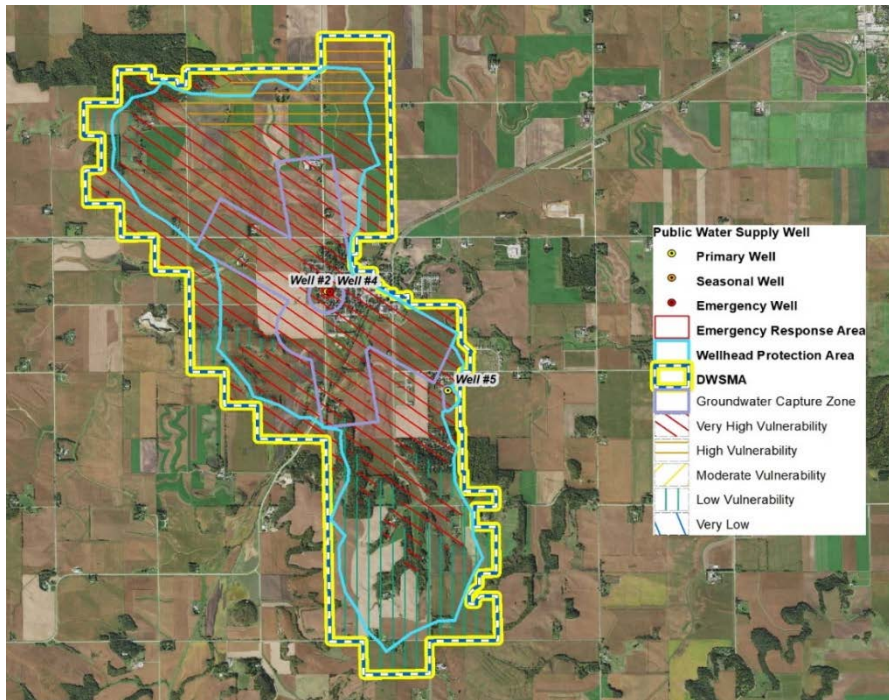 Well #2 Well #4
Well #5
Public Water Supply Well
Primary Well
Seasonal Well
Emergency Well
Emergency Response Area
Wellhead Protection Area
DWSMA
Groundwater Capture Zone
Very High Vulnerability
High Vulnerability
Moderate Vulnerability
Low Vulnerability
Very Low